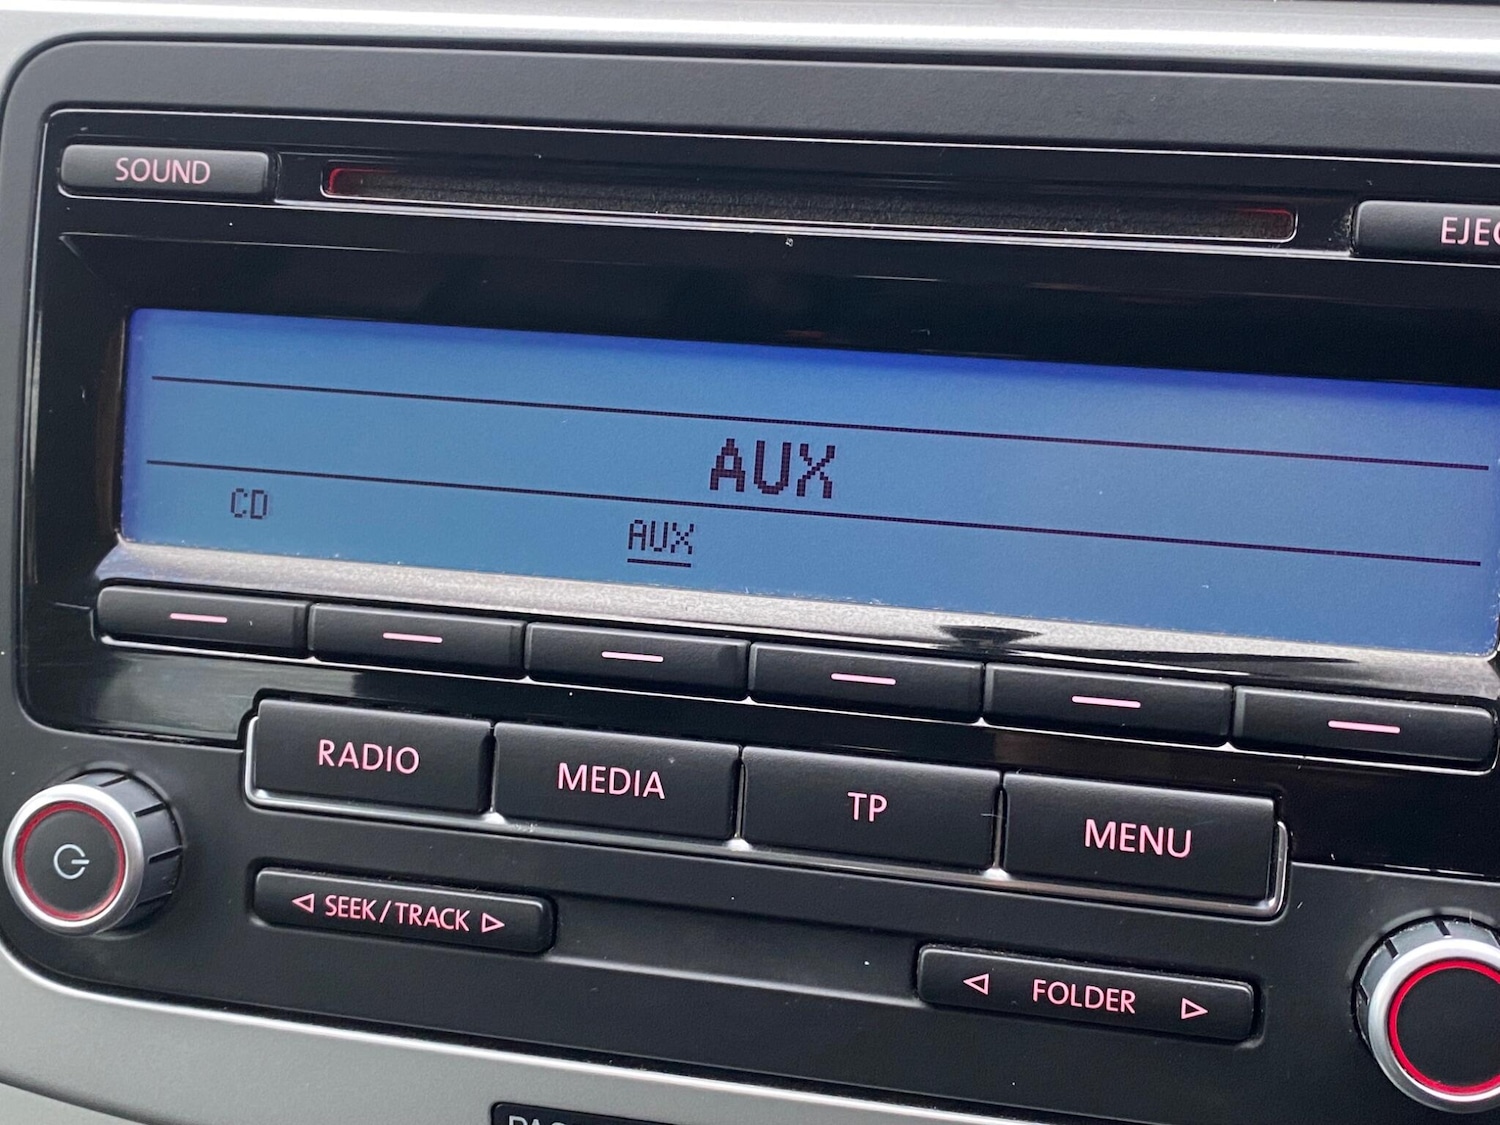 SOUND
AUX
CD AUX
RADIO MEDIA TP MENU
SEEK/TRACK
FOLDER